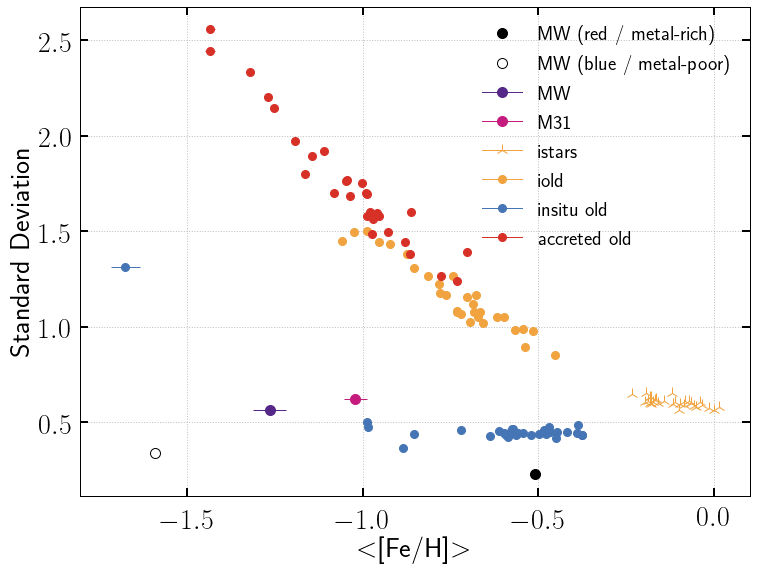 2.5
2.0
1.5
1.0
0.5
Standard Deviation
MW (red / metal-rich)
MW (blue / metal-poor)
MW
M31
istars
iold
insitu old
accreted old
−1.5 −1.0 −0.5 0.0
<[Fe/H]>